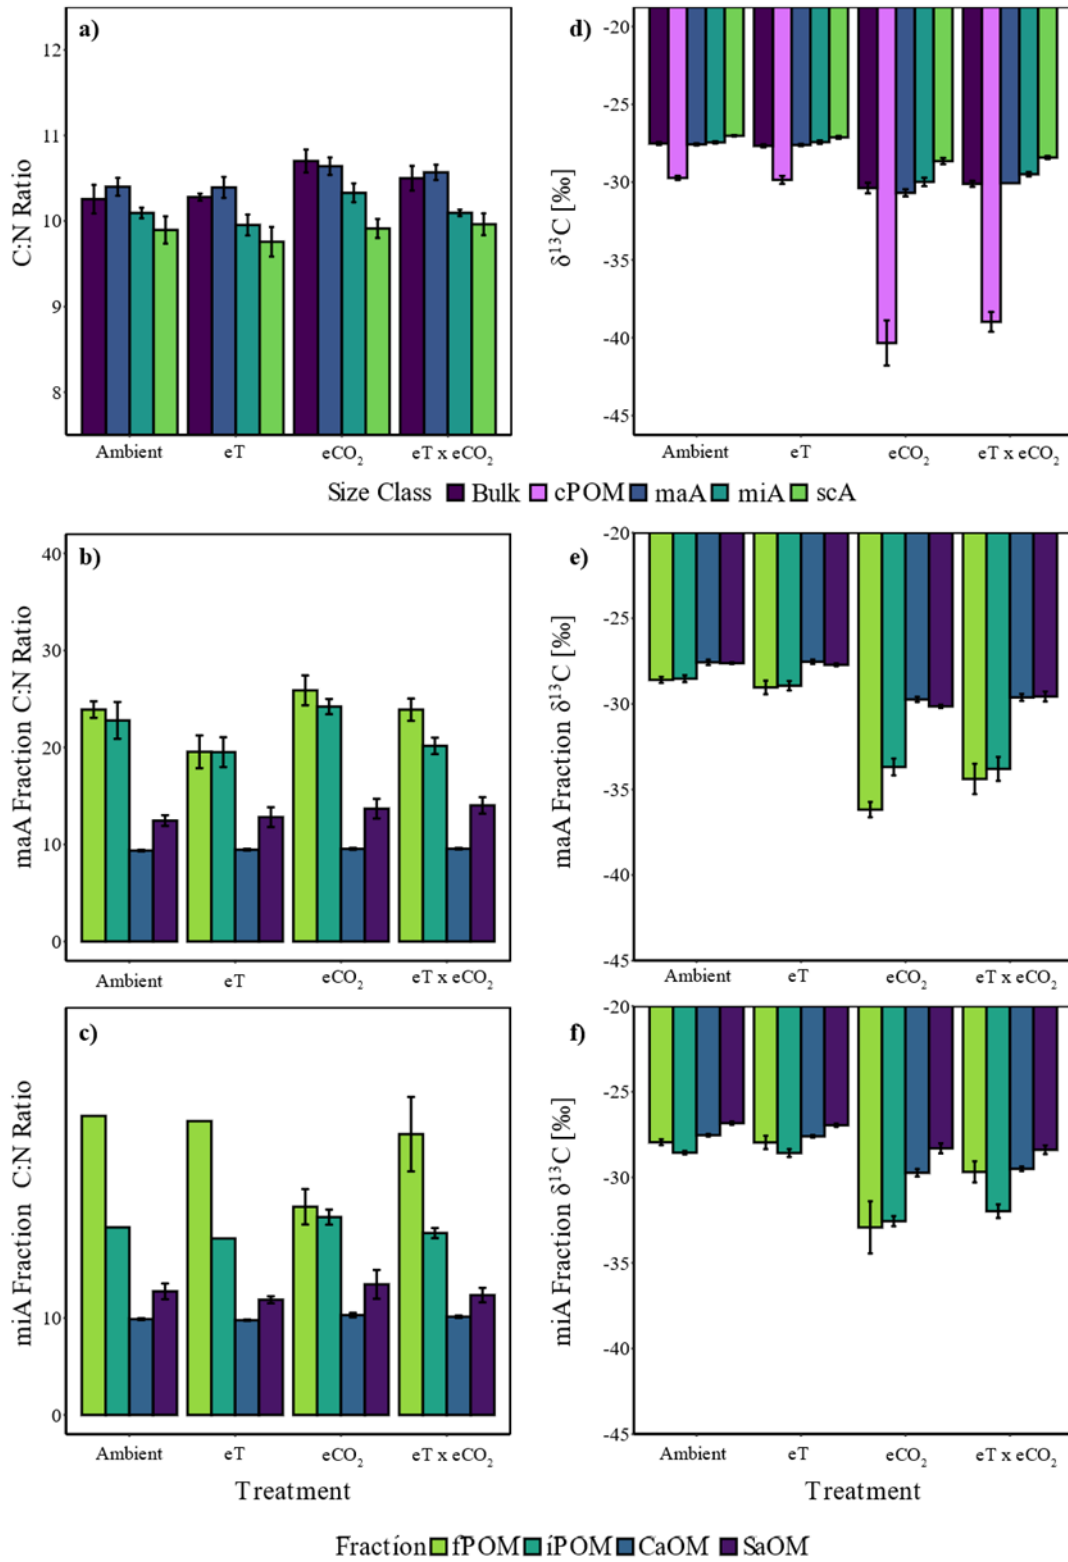 a)
12
11
10
9
8
C:N Ratio
Ambient eT eCO₂ eT x eCO₂
d)
-20
-25
-30
-35
-40
-45
δ¹³C [‰]
Ambient eT eCO₂ eT x eCO₂
Size Class Bulk cPOM maA miA scA
b)
40
30
20
10
0
maA Fraction C:N Ratio
Ambient eT eCO₂ eT x eCO₂
e)
-20
-25
-30
-35
-40
-45
maA Fraction δ¹³C [‰]
Ambient eT eCO₂ eT x eCO₂
c)
10
0
miA Fraction C:N Ratio
Ambient eT eCO₂ eT x eCO₂
Treatment
f)
-20
-25
-30
-35
-40
-45
miA Fraction δ¹³C [‰]
Ambient eT eCO₂ eT x eCO₂
Treatment
Fraction fPOM iPOM CaOM SaOM